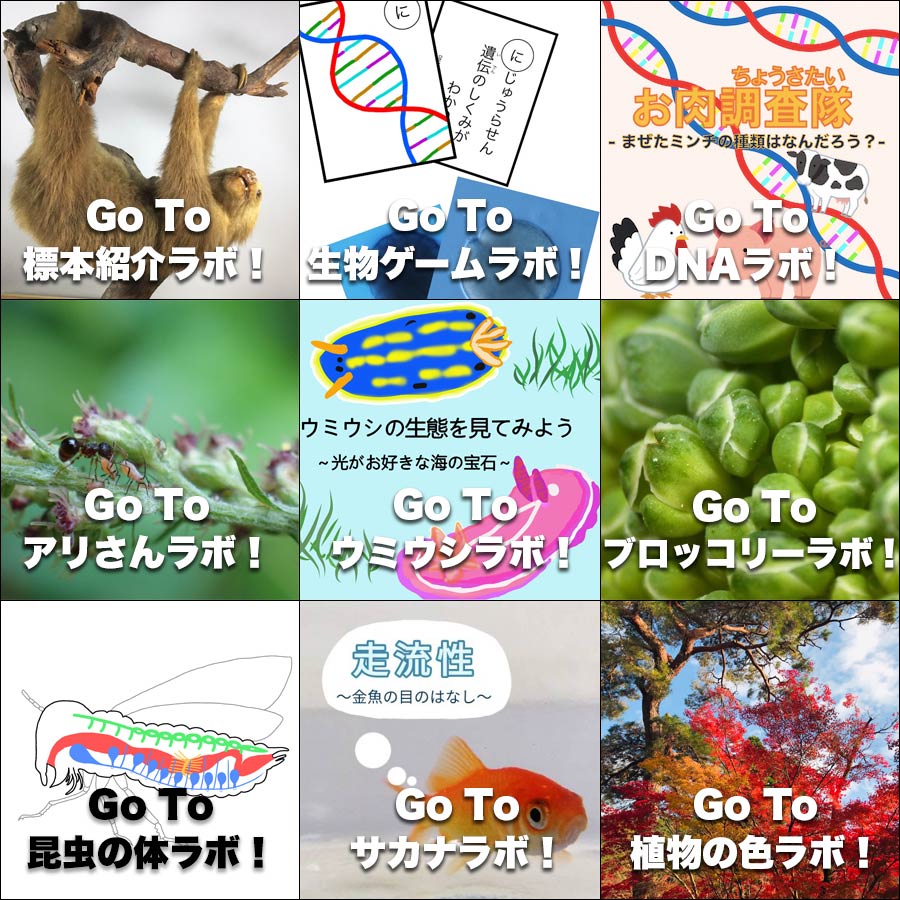 Go To
標本紹介ラボ！
に
に
じゅうらせん
遺伝のしくみが
わか
Go To
生物ゲームラボ！
ちょうさたい
お肉調査隊
- まぜたミンチの種類はなんだろう？-
Go To
DNAラボ！
Go To
アリさんラボ！
ウミウシの生態を見てみよう
～光がお好きな海の宝石～
Go To
ウミウシラボ！
Go To
ブロッコリーラボ！
Go To
昆虫の体ラボ！
走流性
～金魚の目のはなし～
Go To
サカナラボ！
Go To
植物の色ラボ！